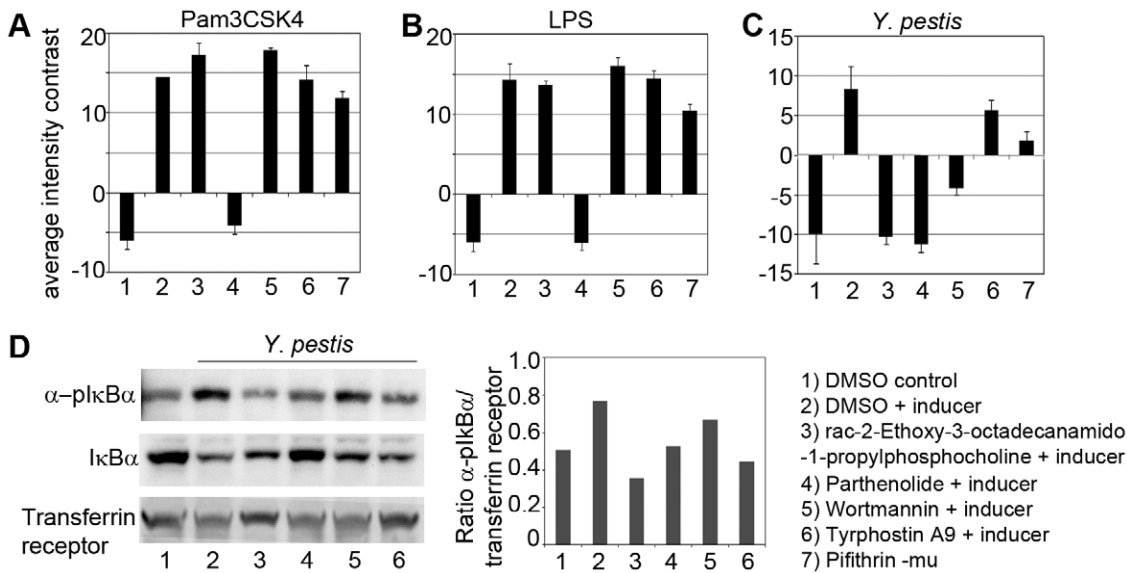 A
Pam3CSK4
average intensity contrast
20
10
0
-10
1 2 3 4 5 6 7
B
LPS
20
10
0
-10
1 2 3 4 5 6 7
C
Y. pestis
15
10
5
0
-5
-10
-15
1 2 3 4 5 6 7
D
Y. pestis
α–pIκBα
IκBα
Transferrin
receptor
1 2 3 4 5 6
Ratio α-pIkBα/
transferrin receptor
1.0
0.8
0.6
0.4
0.2
0
1 2 3 4 5 6
1) DMSO control
2) DMSO + inducer
3) rac-2-Ethoxy-3-octadecanamido
-1-propylphosphocholine + inducer
4) Parthenolide + inducer
5) Wortmannin + inducer
6) Tyrphostin A9 + inducer
7) Pifithrin -mu